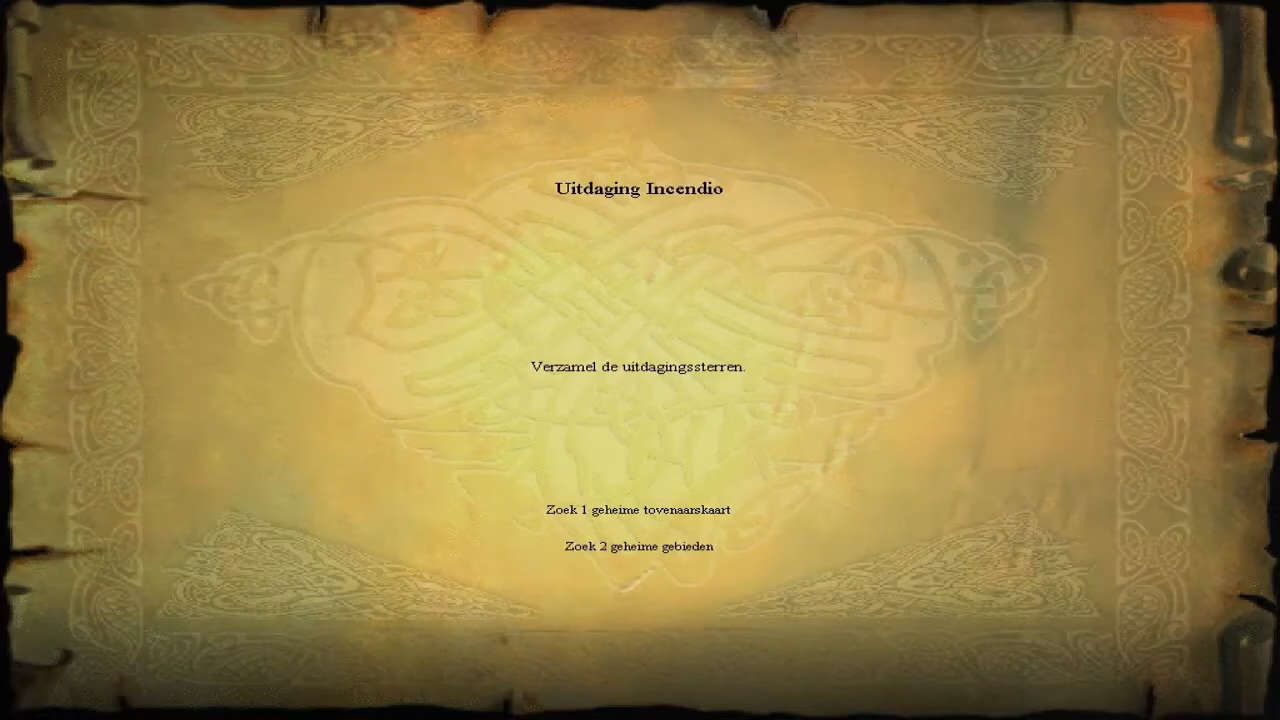 Uitdaging Incendio
Verzamel de uitdagingssterren.
Zoek 1 geheime tovenaarskaart
Zoek 2 geheime gebieden